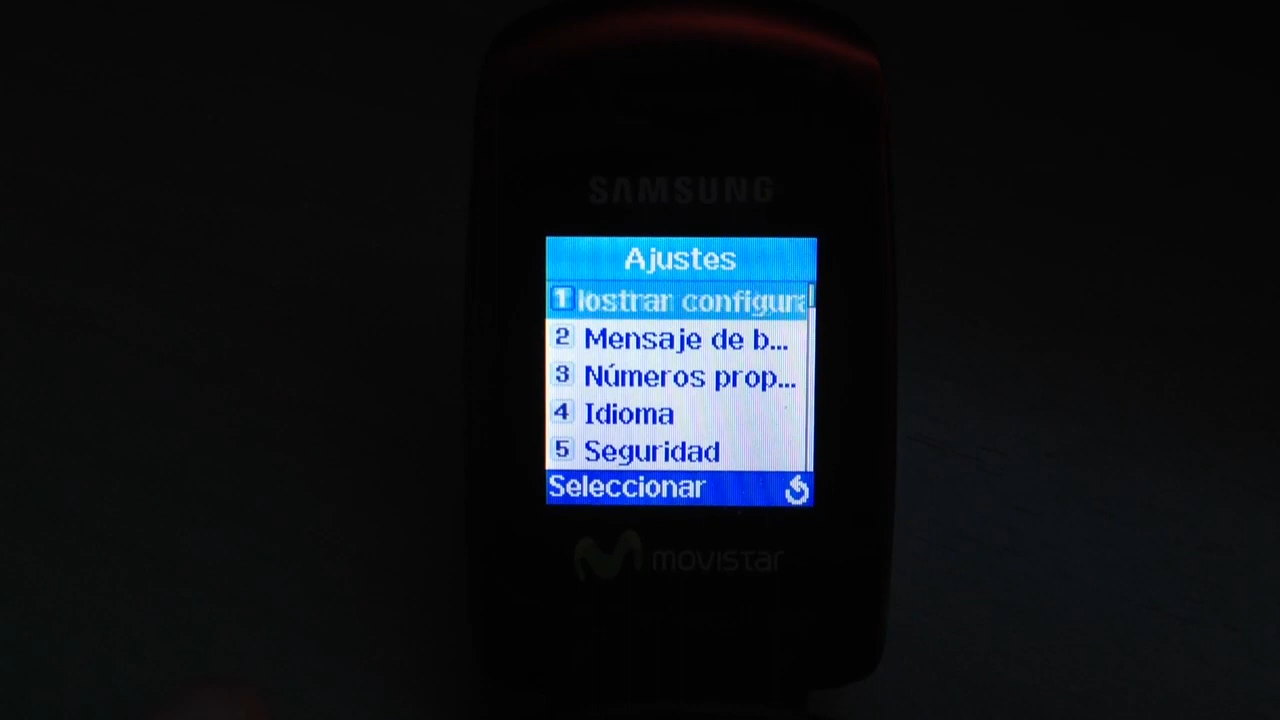 SAMSUNG
Ajustes
1 lostrar configura
2 Mensaje de b...
3 Números prop...
4 Idioma
5 Seguridad
Seleccionar
movistar